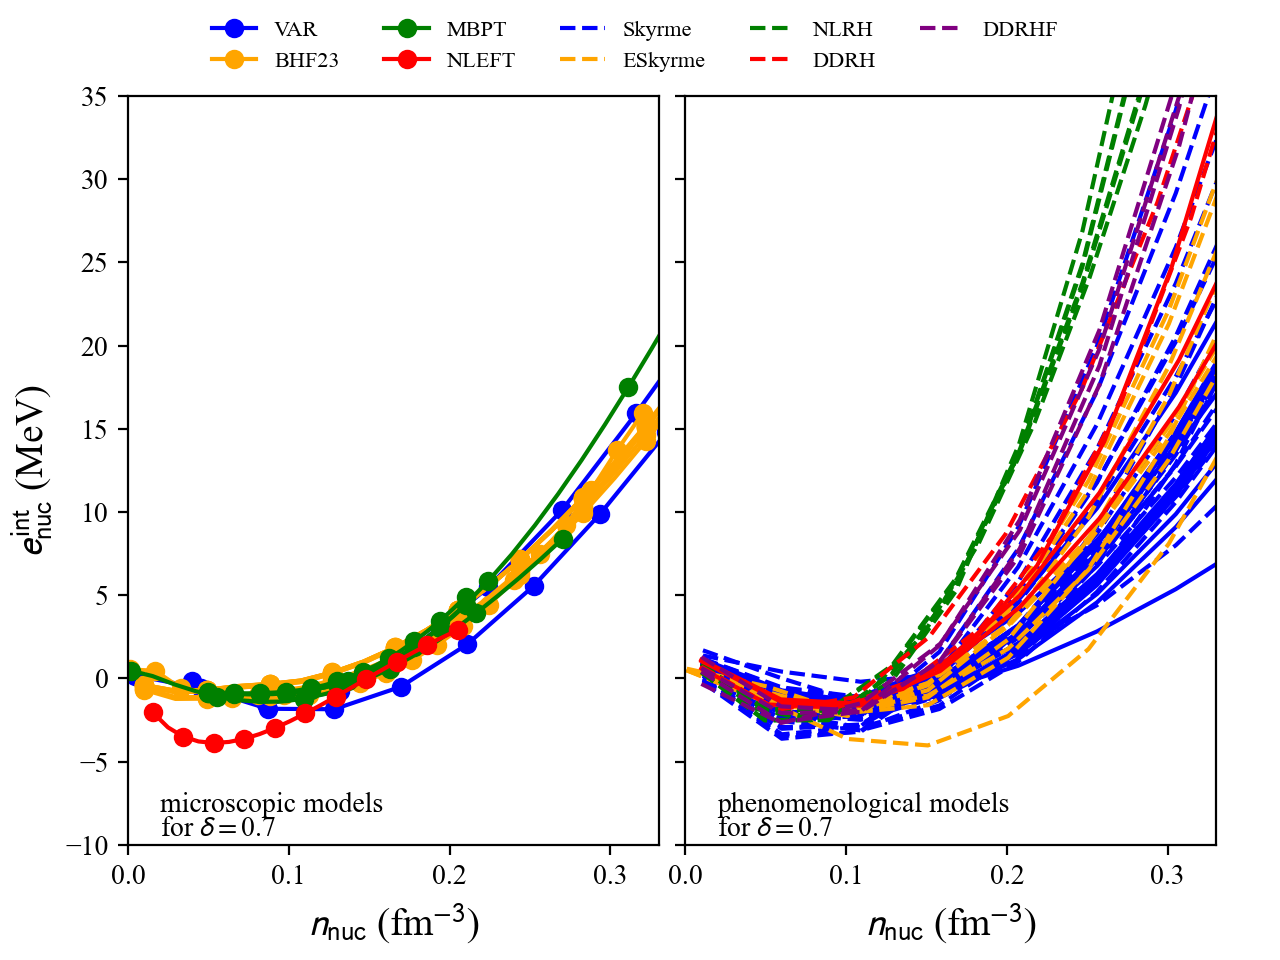 VAR MBPT Skyrme NLRH DDRHF
BHF23 NLEFT ESkyrme DDRH
35
30
25
20
15
10
5
0
−5
−10
e_nuc^int (MeV)
microscopic models
for δ = 0.7
phenomenological models
for δ = 0.7
0.0 0.1 0.2 0.3
0.0 0.1 0.2 0.3
n_nuc (fm⁻³)
n_nuc (fm⁻³)